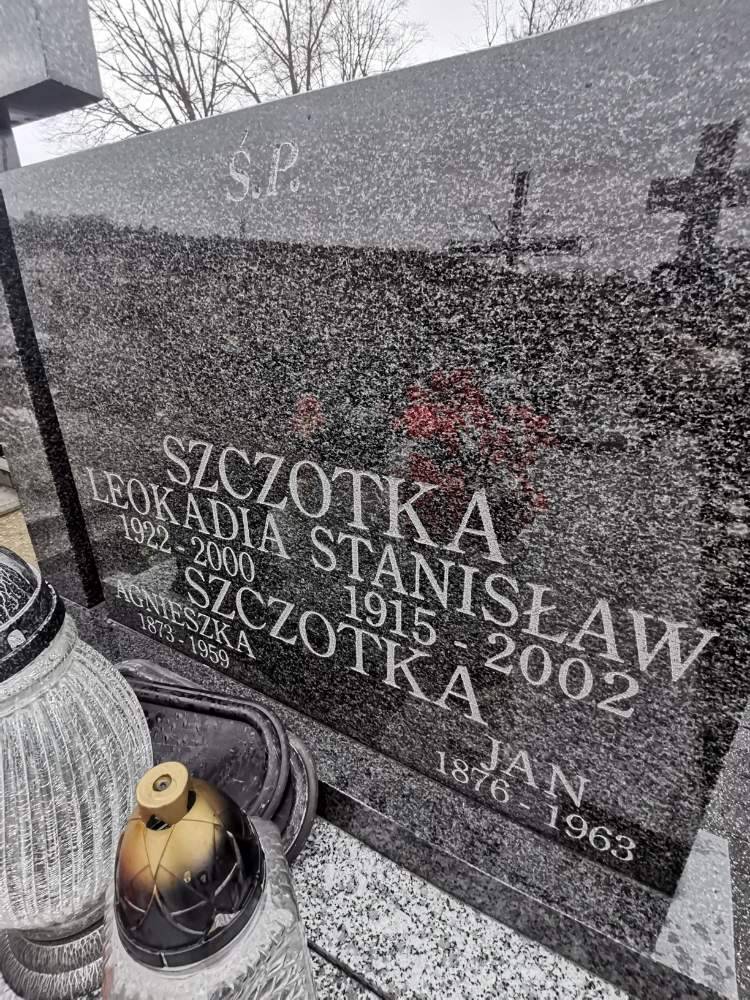 Ś.P.
SZCZOTKA
LEOKADIA STANISŁAW
1922 - 2000 1915 - 2002
SZCZOTKA
AGNIESZKA JAN
1873 - 1959 1876 - 1963